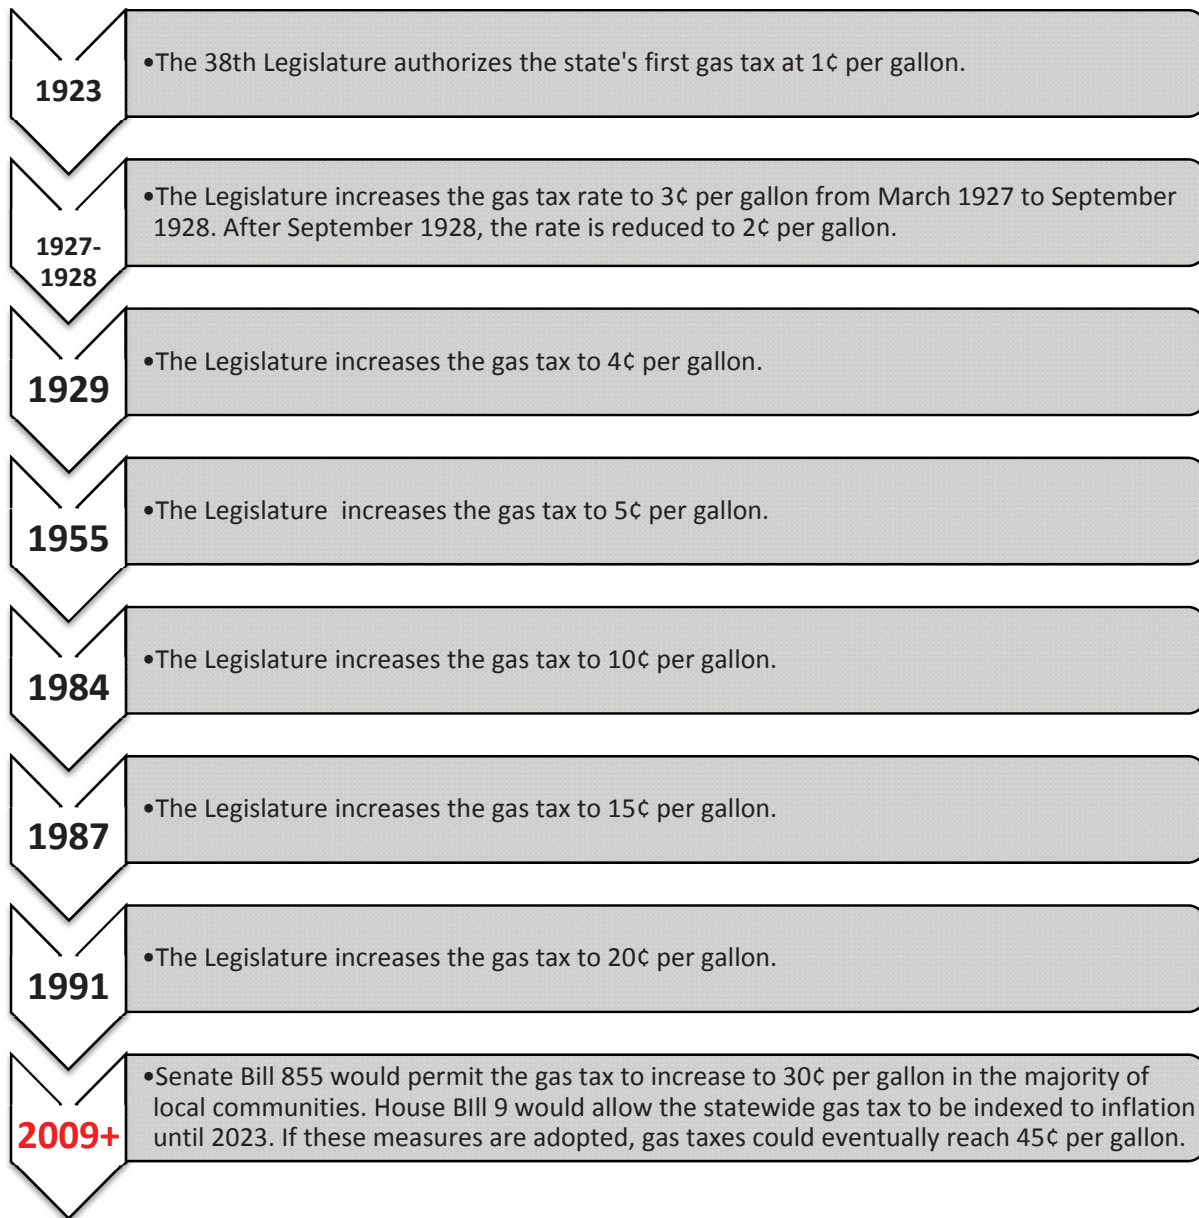 1923
•The 38th Legislature authorizes the state's first gas tax at 1¢ per gallon.
1927-
1928
•The Legislature increases the gas tax rate to 3¢ per gallon from March 1927 to September
1928. After September 1928, the rate is reduced to 2¢ per gallon.
1929
•The Legislature increases the gas tax to 4¢ per gallon.
1955
•The Legislature  increases the gas tax to 5¢ per gallon.
1984
•The Legislature increases the gas tax to 10¢ per gallon.
1987
•The Legislature increases the gas tax to 15¢ per gallon.
1991
•The Legislature increases the gas tax to 20¢ per gallon.
2009+
•Senate Bill 855 would permit the gas tax to increase to 30¢ per gallon in the majority of
local communities. House BIll 9 would allow the statewide gas tax to be indexed to inflation
until 2023. If these measures are adopted, gas taxes could eventually reach 45¢ per gallon.